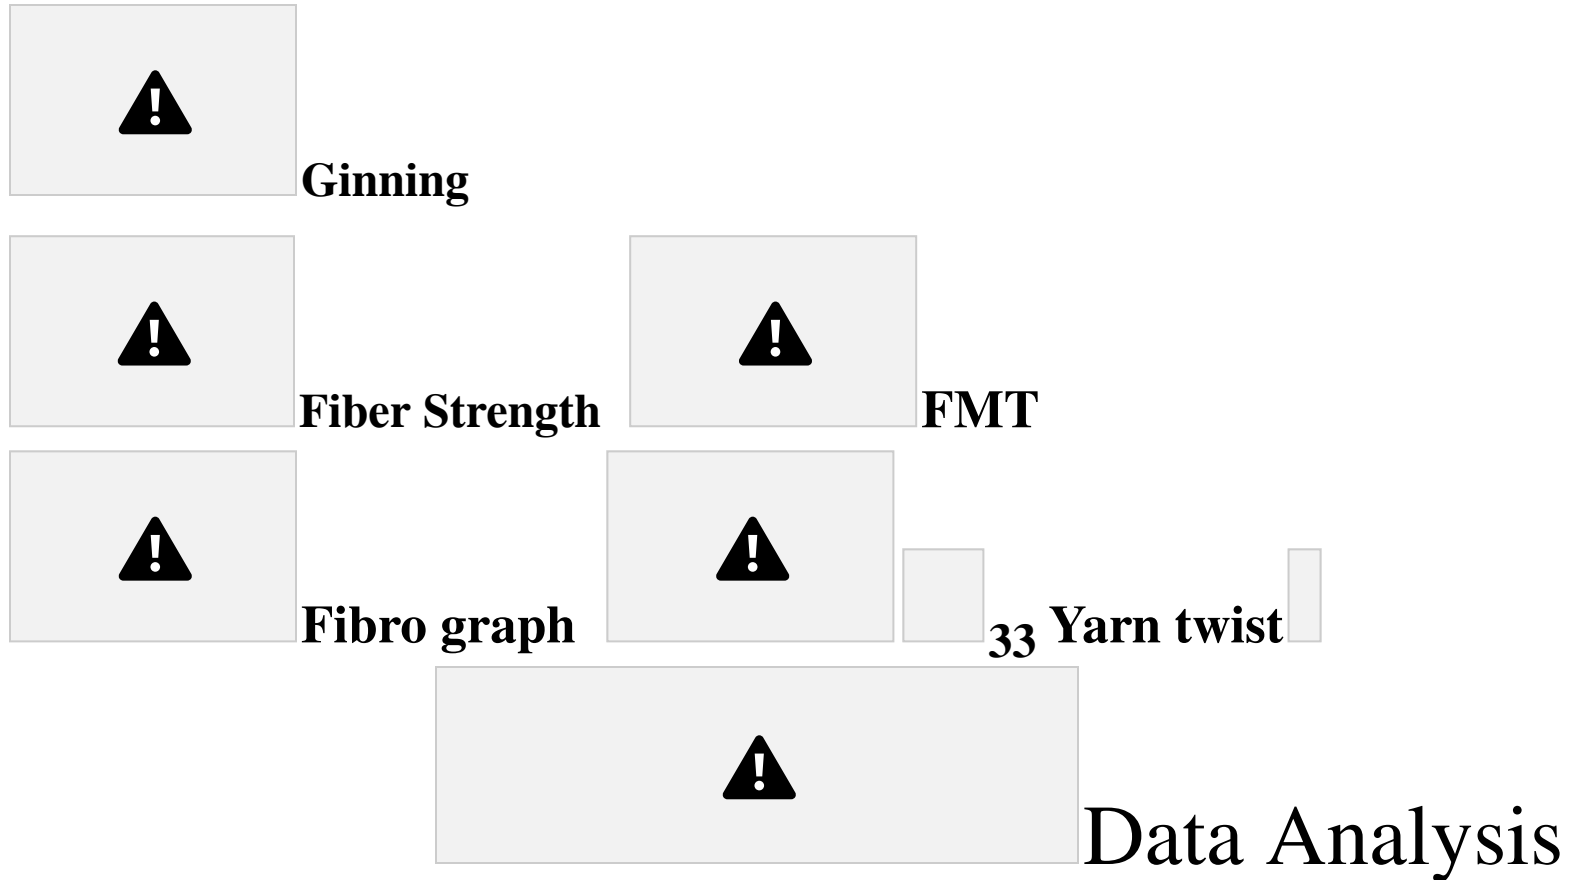 Ginning
Fiber Strength FMT
Fibro graph 33 Yarn twist
Data Analysis